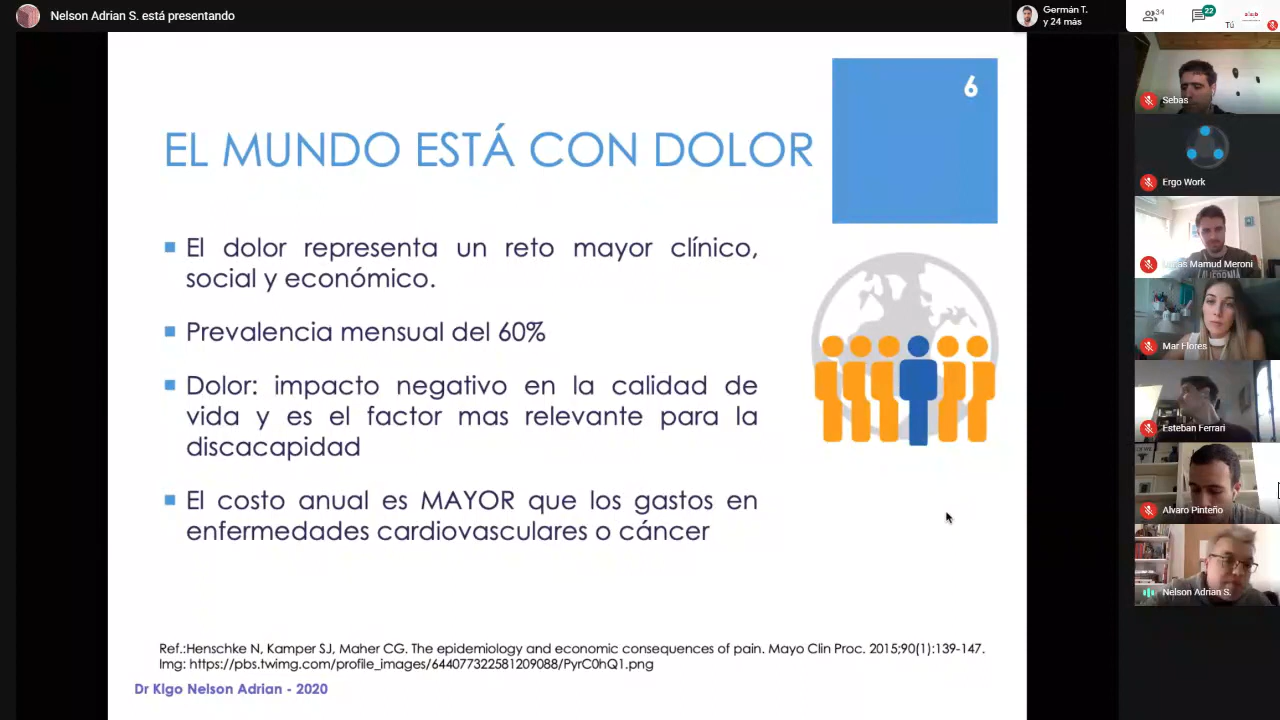 Nelson Adrian S. está presentando
Germán T.
y 24 más
34
22
Tú
6
EL MUNDO ESTÁ CON DOLOR
El dolor representa un reto mayor clínico,
social y económico.
Prevalencia mensual del 60%
Dolor: impacto negativo en la calidad de
vida y es el factor mas relevante para la
discacapidad
El costo anual es MAYOR que los gastos en
enfermedades cardiovasculares o cáncer
Ref.:Henschke N, Kamper SJ, Maher CG. The epidemiology and economic consequences of pain. Mayo Clin Proc. 2015;90(1):139-147.
Img: https://pbs.twimg.com/profile_images/644077322581209088/PyrC0hQ1.png
Dr Klgo Nelson Adrian - 2020
Sebas
Ergo Work
Mamud Meroni
Mar Flores
Esteban Ferrari
Alvaro Pinteño
Nelson Adrian S.